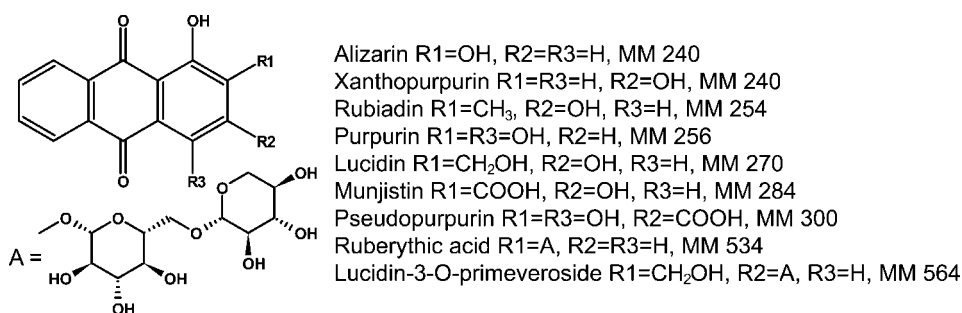 O
OH
R1
R2
R3
O
Alizarin R1=OH, R2=R3=H, MM 240
Xanthopurpurin R1=R3=H, R2=OH, MM 240
Rubiadin R1=CH₃, R2=OH, R3=H, MM 254
Purpurin R1=R3=OH, R2=H, MM 256
Lucidin R1=CH₂OH, R2=OH, R3=H, MM 270
Munjistin R1=COOH, R2=OH, R3=H, MM 284
Pseudopurpurin R1=R3=OH, R2=COOH, MM 300
Ruberythic acid R1=A, R2=R3=H, MM 534
Lucidin-3-O-primeveroside R1=CH₂OH, R2=A, R3=H, MM 564
A =
O
O
O
O
OH
OH
OH
OH
OH
OH